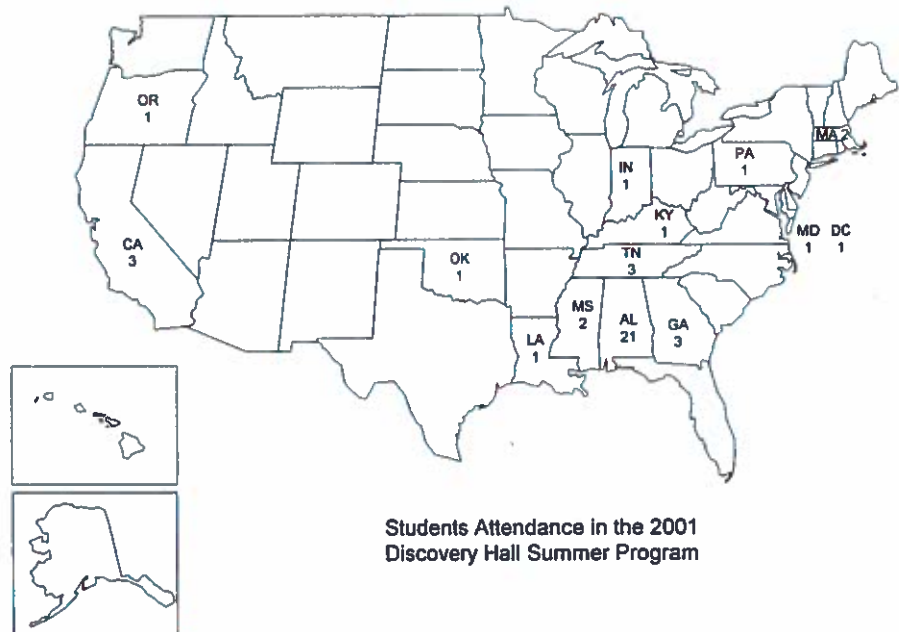 OR
1
MA 2
PA
1
IN
1
KY
1
MD DC
1 1
CA
3
OK
1
TN
3
MS
2
AL
21
GA
3
LA
1
Students Attendance in the 2001
Discovery Hall Summer Program